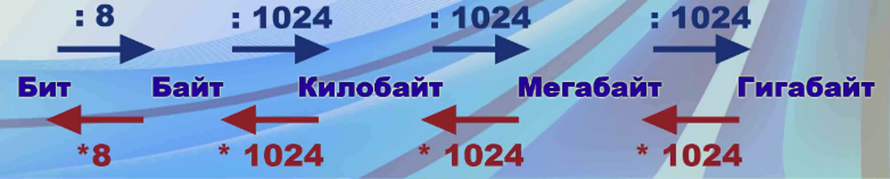 : 8 : 1024 : 1024 : 1024
Бит Байт Килобайт Мегабайт Гигабайт
*8 * 1024 * 1024 * 1024